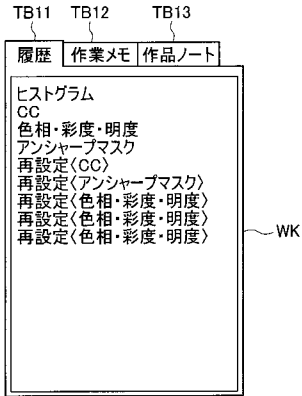 TB11 TB12 TB13
履歴 作業メモ 作品ノート
ヒストグラム
CC
色相・彩度・明度
アンシャープマスク
再設定〈CC〉
再設定〈アンシャープマスク〉
再設定〈色相・彩度・明度〉
再設定〈色相・彩度・明度〉
再設定〈色相・彩度・明度〉
WK